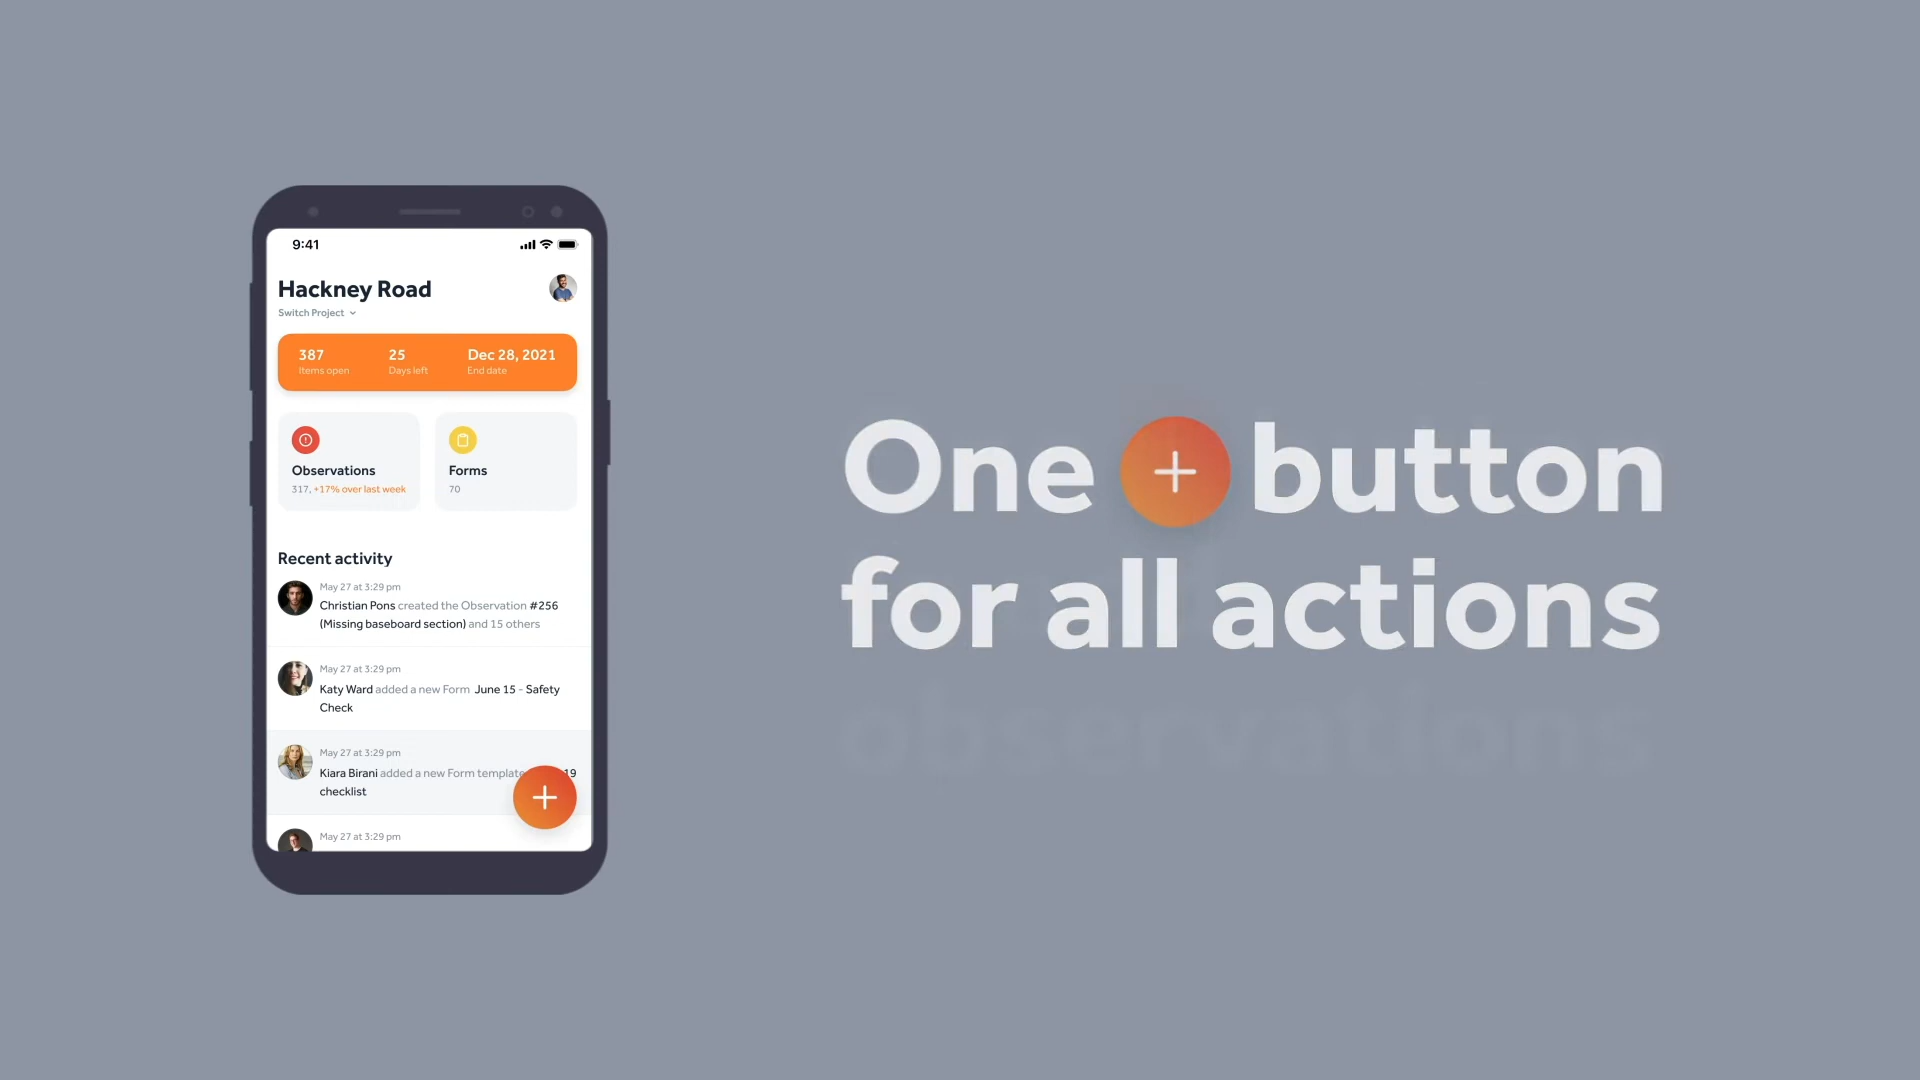 9:41
Hackney Road
Switch Project
387
Items open
25
Days left
Dec 28, 2021
End date
Observations
317, +17% over last week
Forms
70
Recent activity
May 27 at 3:29 pm
Christian Pons created the Observation #256
(Missing baseboard section) and 15 others
May 27 at 3:29 pm
Katy Ward added a new Form June 15 - Safety
Check
May 27 at 3:29 pm
Kiara Birani added a new Form template 19
checklist
May 27 at 3:29 pm
One + button
for all actions
observations